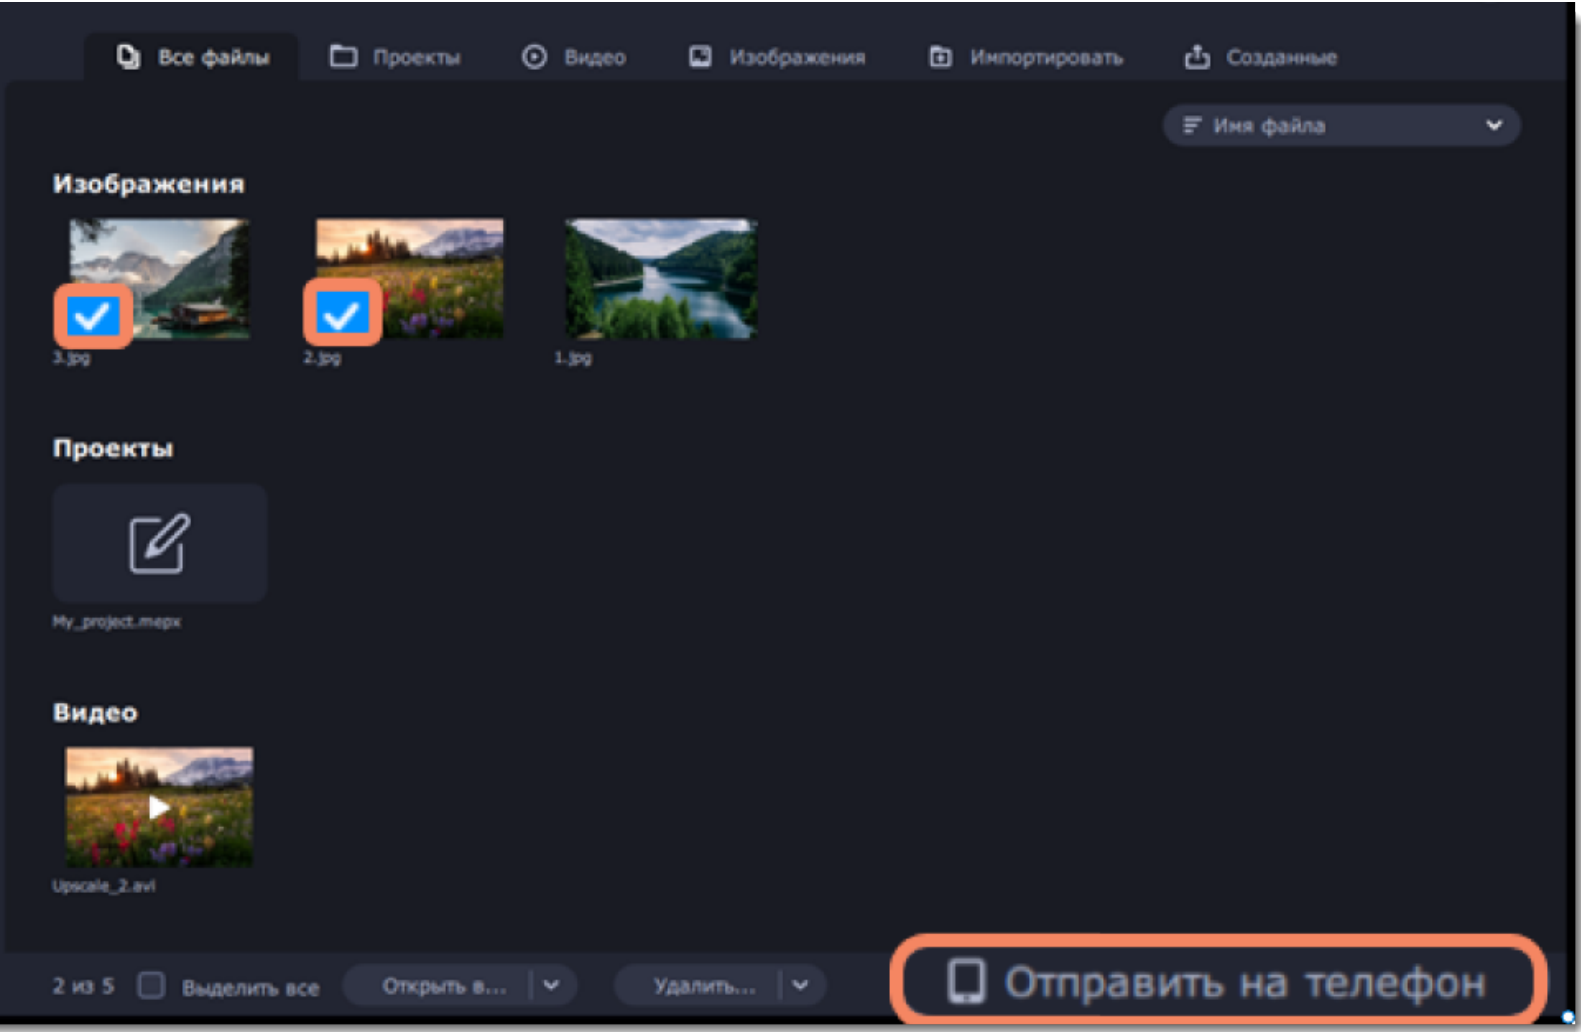 Все файлы Проекты Видео Изображения Импортировать Созданные
Имя файла
Изображения
3.jpg 2.jpg 1.jpg
Проекты
My_project.mepx
Видео
Upscale_2.avi
2 из 5 Выделить все Открыть в... Удалить... Отправить на телефон